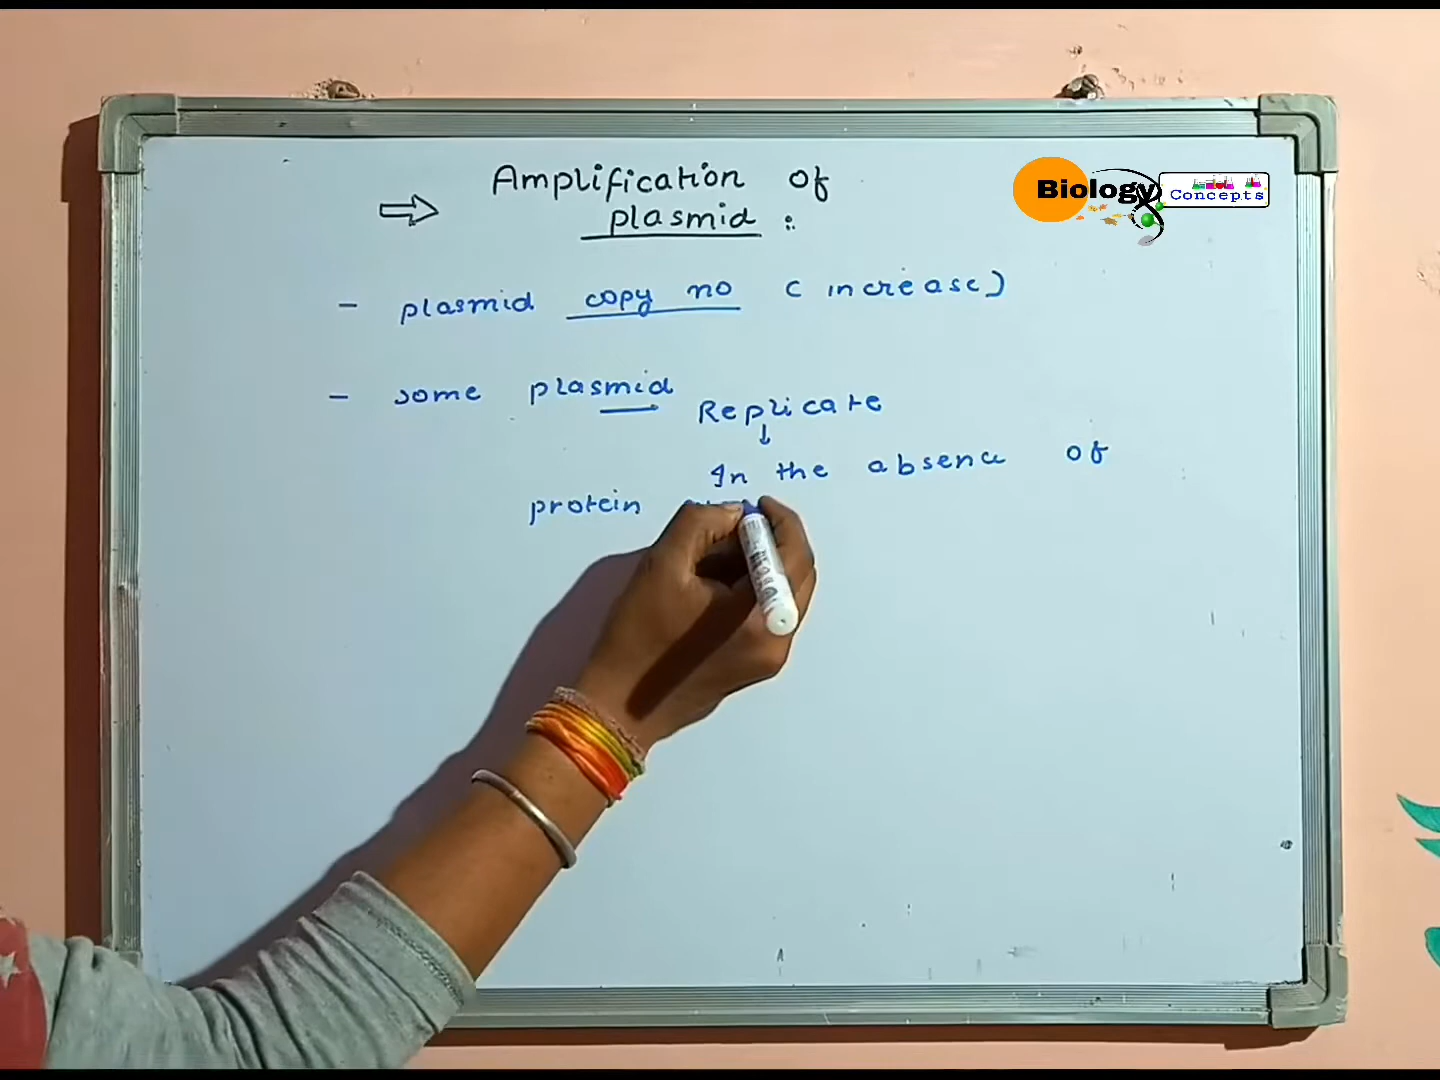 Amplification of
plasmid :
Biology Concepts
- plasmid copy no (increase)
- some plasmid Replicate
↓
In the absence of
protein